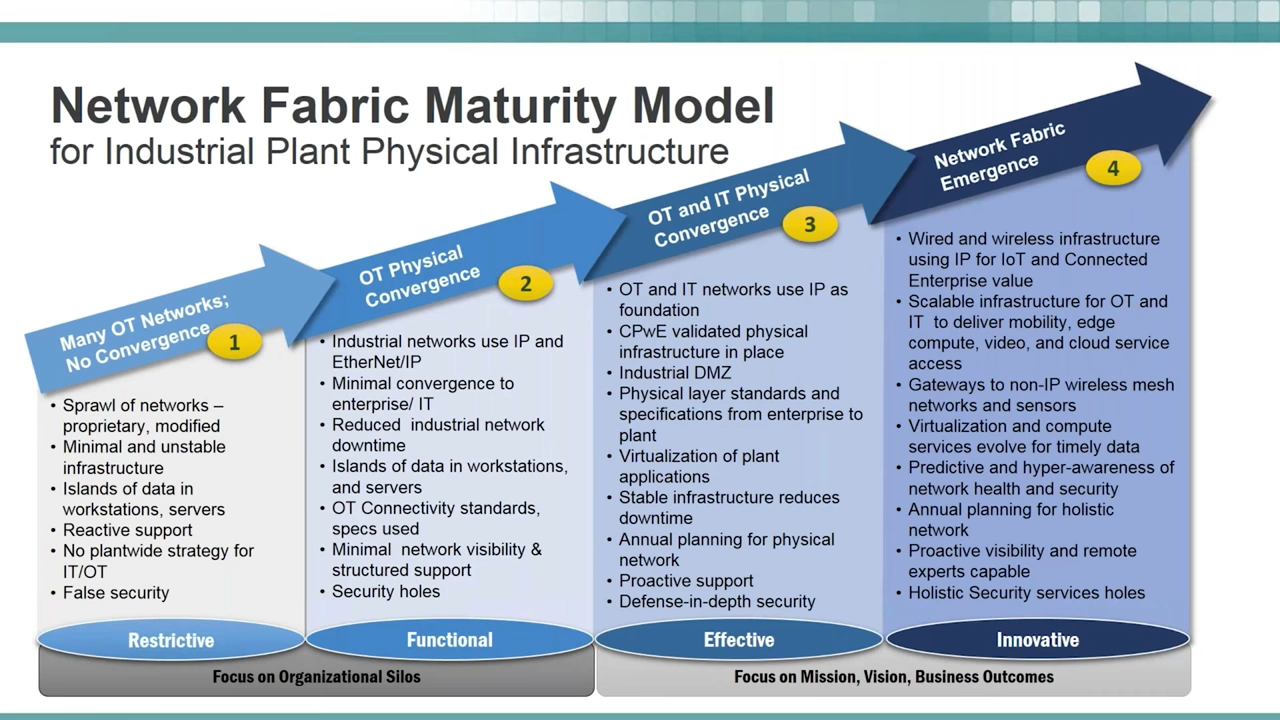 Network Fabric Maturity Model
for Industrial Plant Physical Infrastructure
Many OT Networks;
No Convergence
1
• Sprawl of networks –
proprietary, modified
• Minimal and unstable
infrastructure
• Islands of data in
workstations, servers
• Reactive support
• No plantwide strategy for
IT/OT
• False security
Restrictive
OT Physical
Convergence
2
• Industrial networks use IP and
EtherNet/IP
• Minimal convergence to
enterprise/ IT
• Reduced industrial network
downtime
• Islands of data in workstations,
and servers
• OT Connectivity standards,
specs used
• Minimal network visibility &
structured support
• Security holes
Functional
Focus on Organizational Silos
OT and IT Physical
Convergence
3
• OT and IT networks use IP as
foundation
• CPwE validated physical
infrastructure in place
• Industrial DMZ
• Physical layer standards and
specifications from enterprise to
plant
• Virtualization of plant
applications
• Stable infrastructure reduces
downtime
• Annual planning for physical
network
• Proactive support
• Defense-in-depth security
Effective
Network Fabric
Emergence
4
• Wired and wireless infrastructure
using IP for IoT and Connected
Enterprise value
• Scalable infrastructure for OT and
IT to deliver mobility, edge
compute, video, and cloud service
access
• Gateways to non-IP wireless mesh
networks and sensors
• Virtualization and compute
services evolve for timely data
• Predictive and hyper-awareness of
network health and security
• Annual planning for holistic
network
• Proactive visibility and remote
experts capable
• Holistic Security services holes
Innovative
Focus on Mission, Vision, Business Outcomes